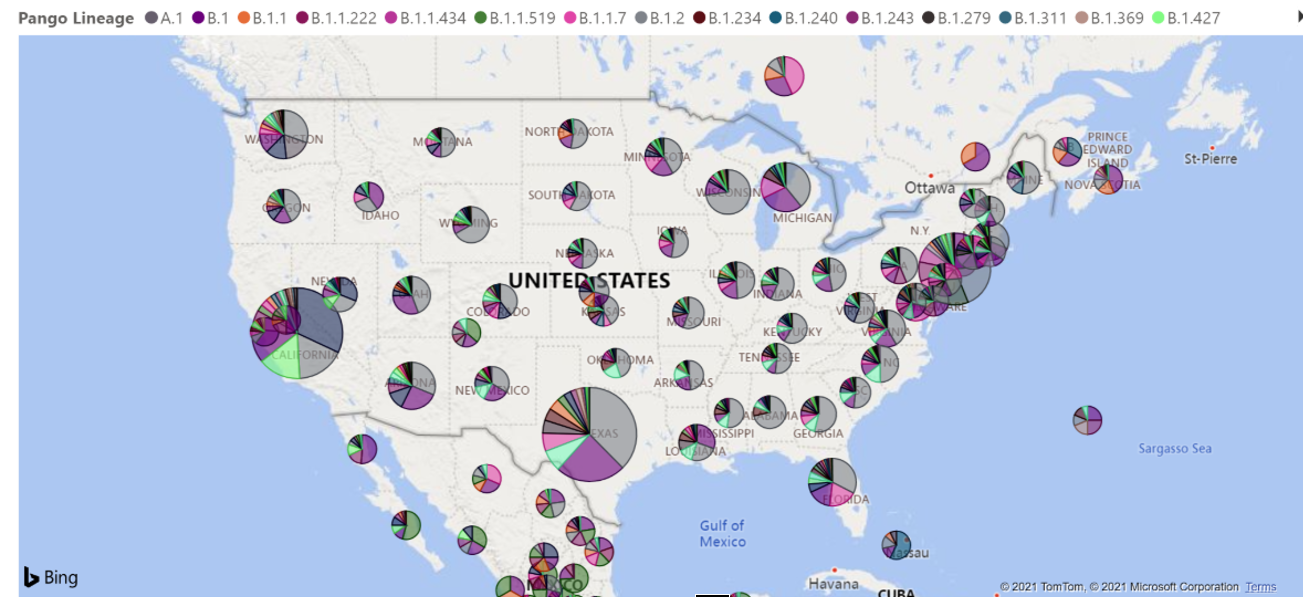 Pango Lineage A.1 B.1 B.1.1 B.1.1.222 B.1.1.434 B.1.1.519 B.1.1.7 B.1.2 B.1.234 B.1.240 B.1.243 B.1.279 B.1.311 B.1.369 B.1.427
WASHINGTON
MONTANA
NORTH DAKOTA
MINNESOTA
PRINCE
EDWARD
ISLAND
St-Pierre
Ottawa
MAINE
NOVA SCOTIA
OREGON
IDAHO
SOUTH DAKOTA
WISCONSIN
WYOMING
MICHIGAN
N.Y.
IOWA
NEBRASKA
NEVADA
UNITED STATES
ILLINOIS
INDIANA
OHIO
UTAH
COLORADO
KANSAS
MISSOURI
WEST
VIRGINIA
KENTUCKY
VIRGINIA
CALIFORNIA
OKLAHOMA
TENNESSEE
NC
ARIZONA
NEW MEXICO
ARKANSAS
SC
MISSISSIPPI
ALABAMA
GEORGIA
TEXAS
LOUISIANA
Sargasso Sea
FLORIDA
Gulf of
Mexico
Nassau
MEXICO
Havana
CUBA
Bing
© 2021 TomTom, © 2021 Microsoft Corporation Terms